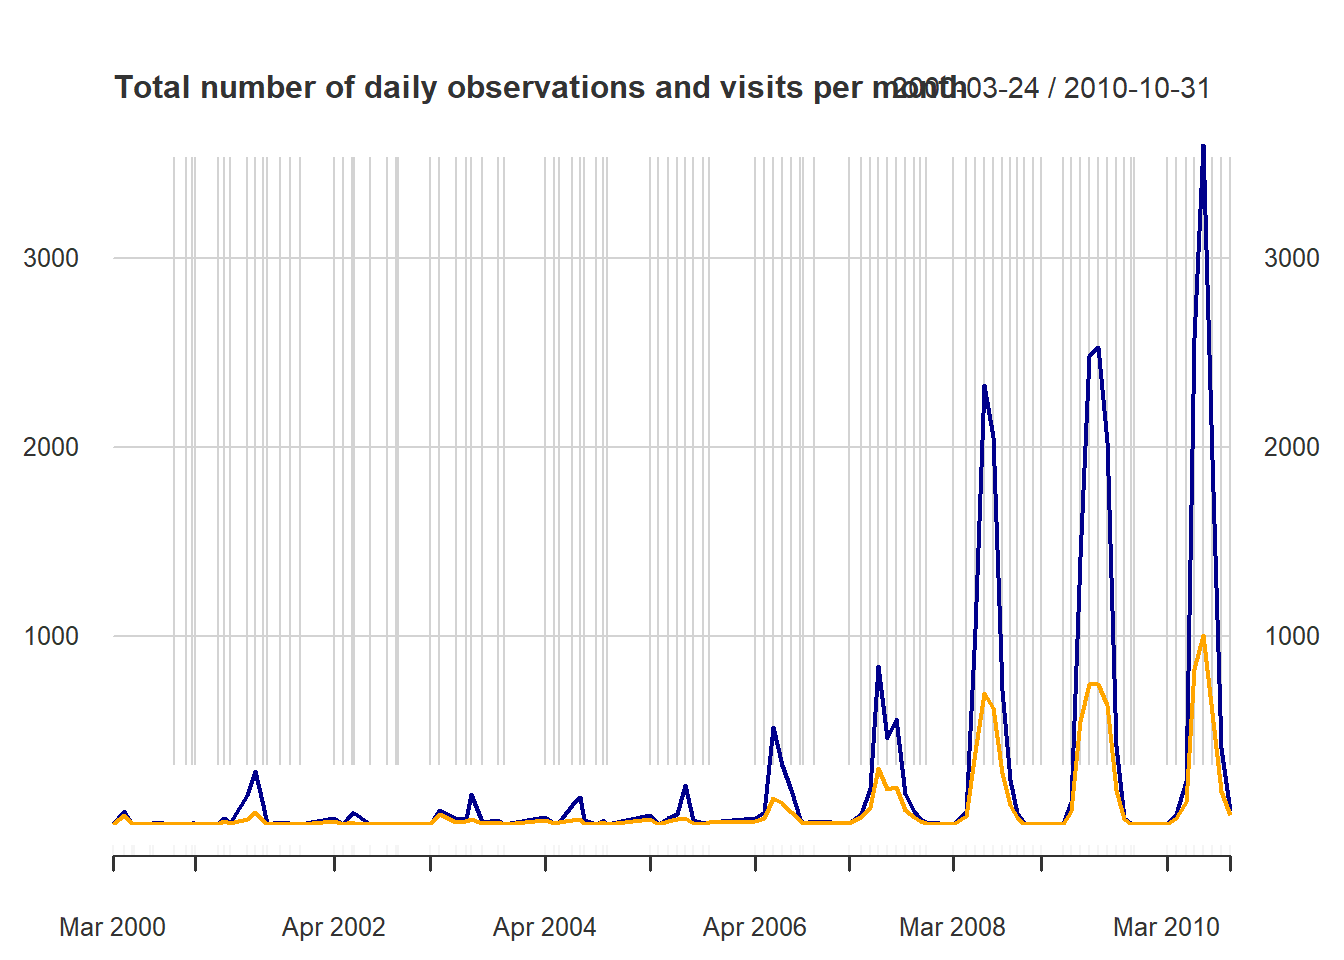 Total number of daily observations and visits per month 2000-03-24 / 2010-10-31
3000 3000
2000 2000
1000 1000
Mar 2000 Apr 2002 Apr 2004 Apr 2006 Mar 2008 Mar 2010